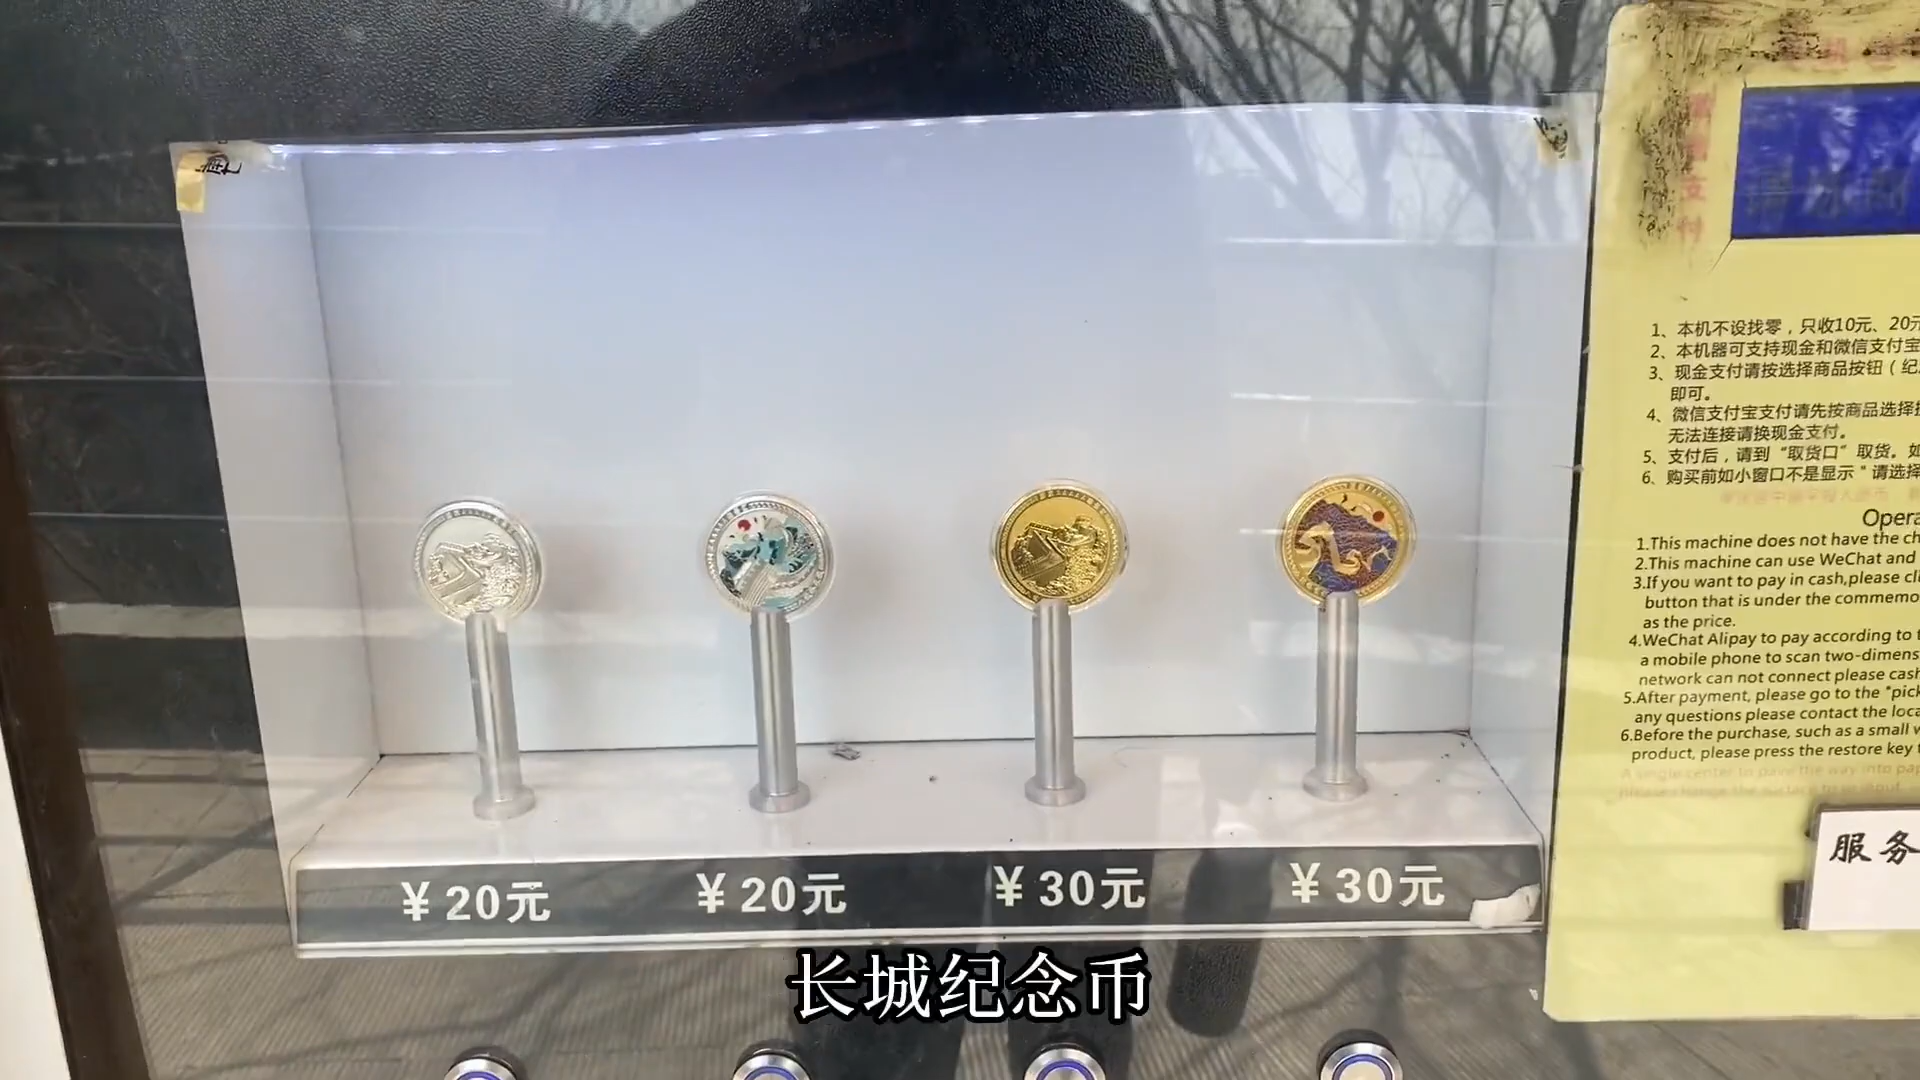 1、本机不设找零，只收10元、20元
2、本机器可支持现金和微信支付宝
3、现金支付请按选择商品按钮（纪
即可。
4、微信支付宝支付请先按商品选择
无法连接请换现金支付。
5、支付后，请到“取货口”取货。如
6、购买前如小窗口不是显示“请选择
Opera
1.This machine does not have the ch
2.This machine can use WeChat and
3.If you want to pay in cash,please cli
button that is under the commemo
as the price.
4.WeChat Alipay to pay according to t
a mobile phone to scan two-dimens
network can not connect please cash
5.After payment, please go to the "pick
any questions please contact the loca
6.Before the purchase, such as a small w
product, please press the restore key t
服务
¥20元
¥20元
¥30元
¥30元
长城纪念币